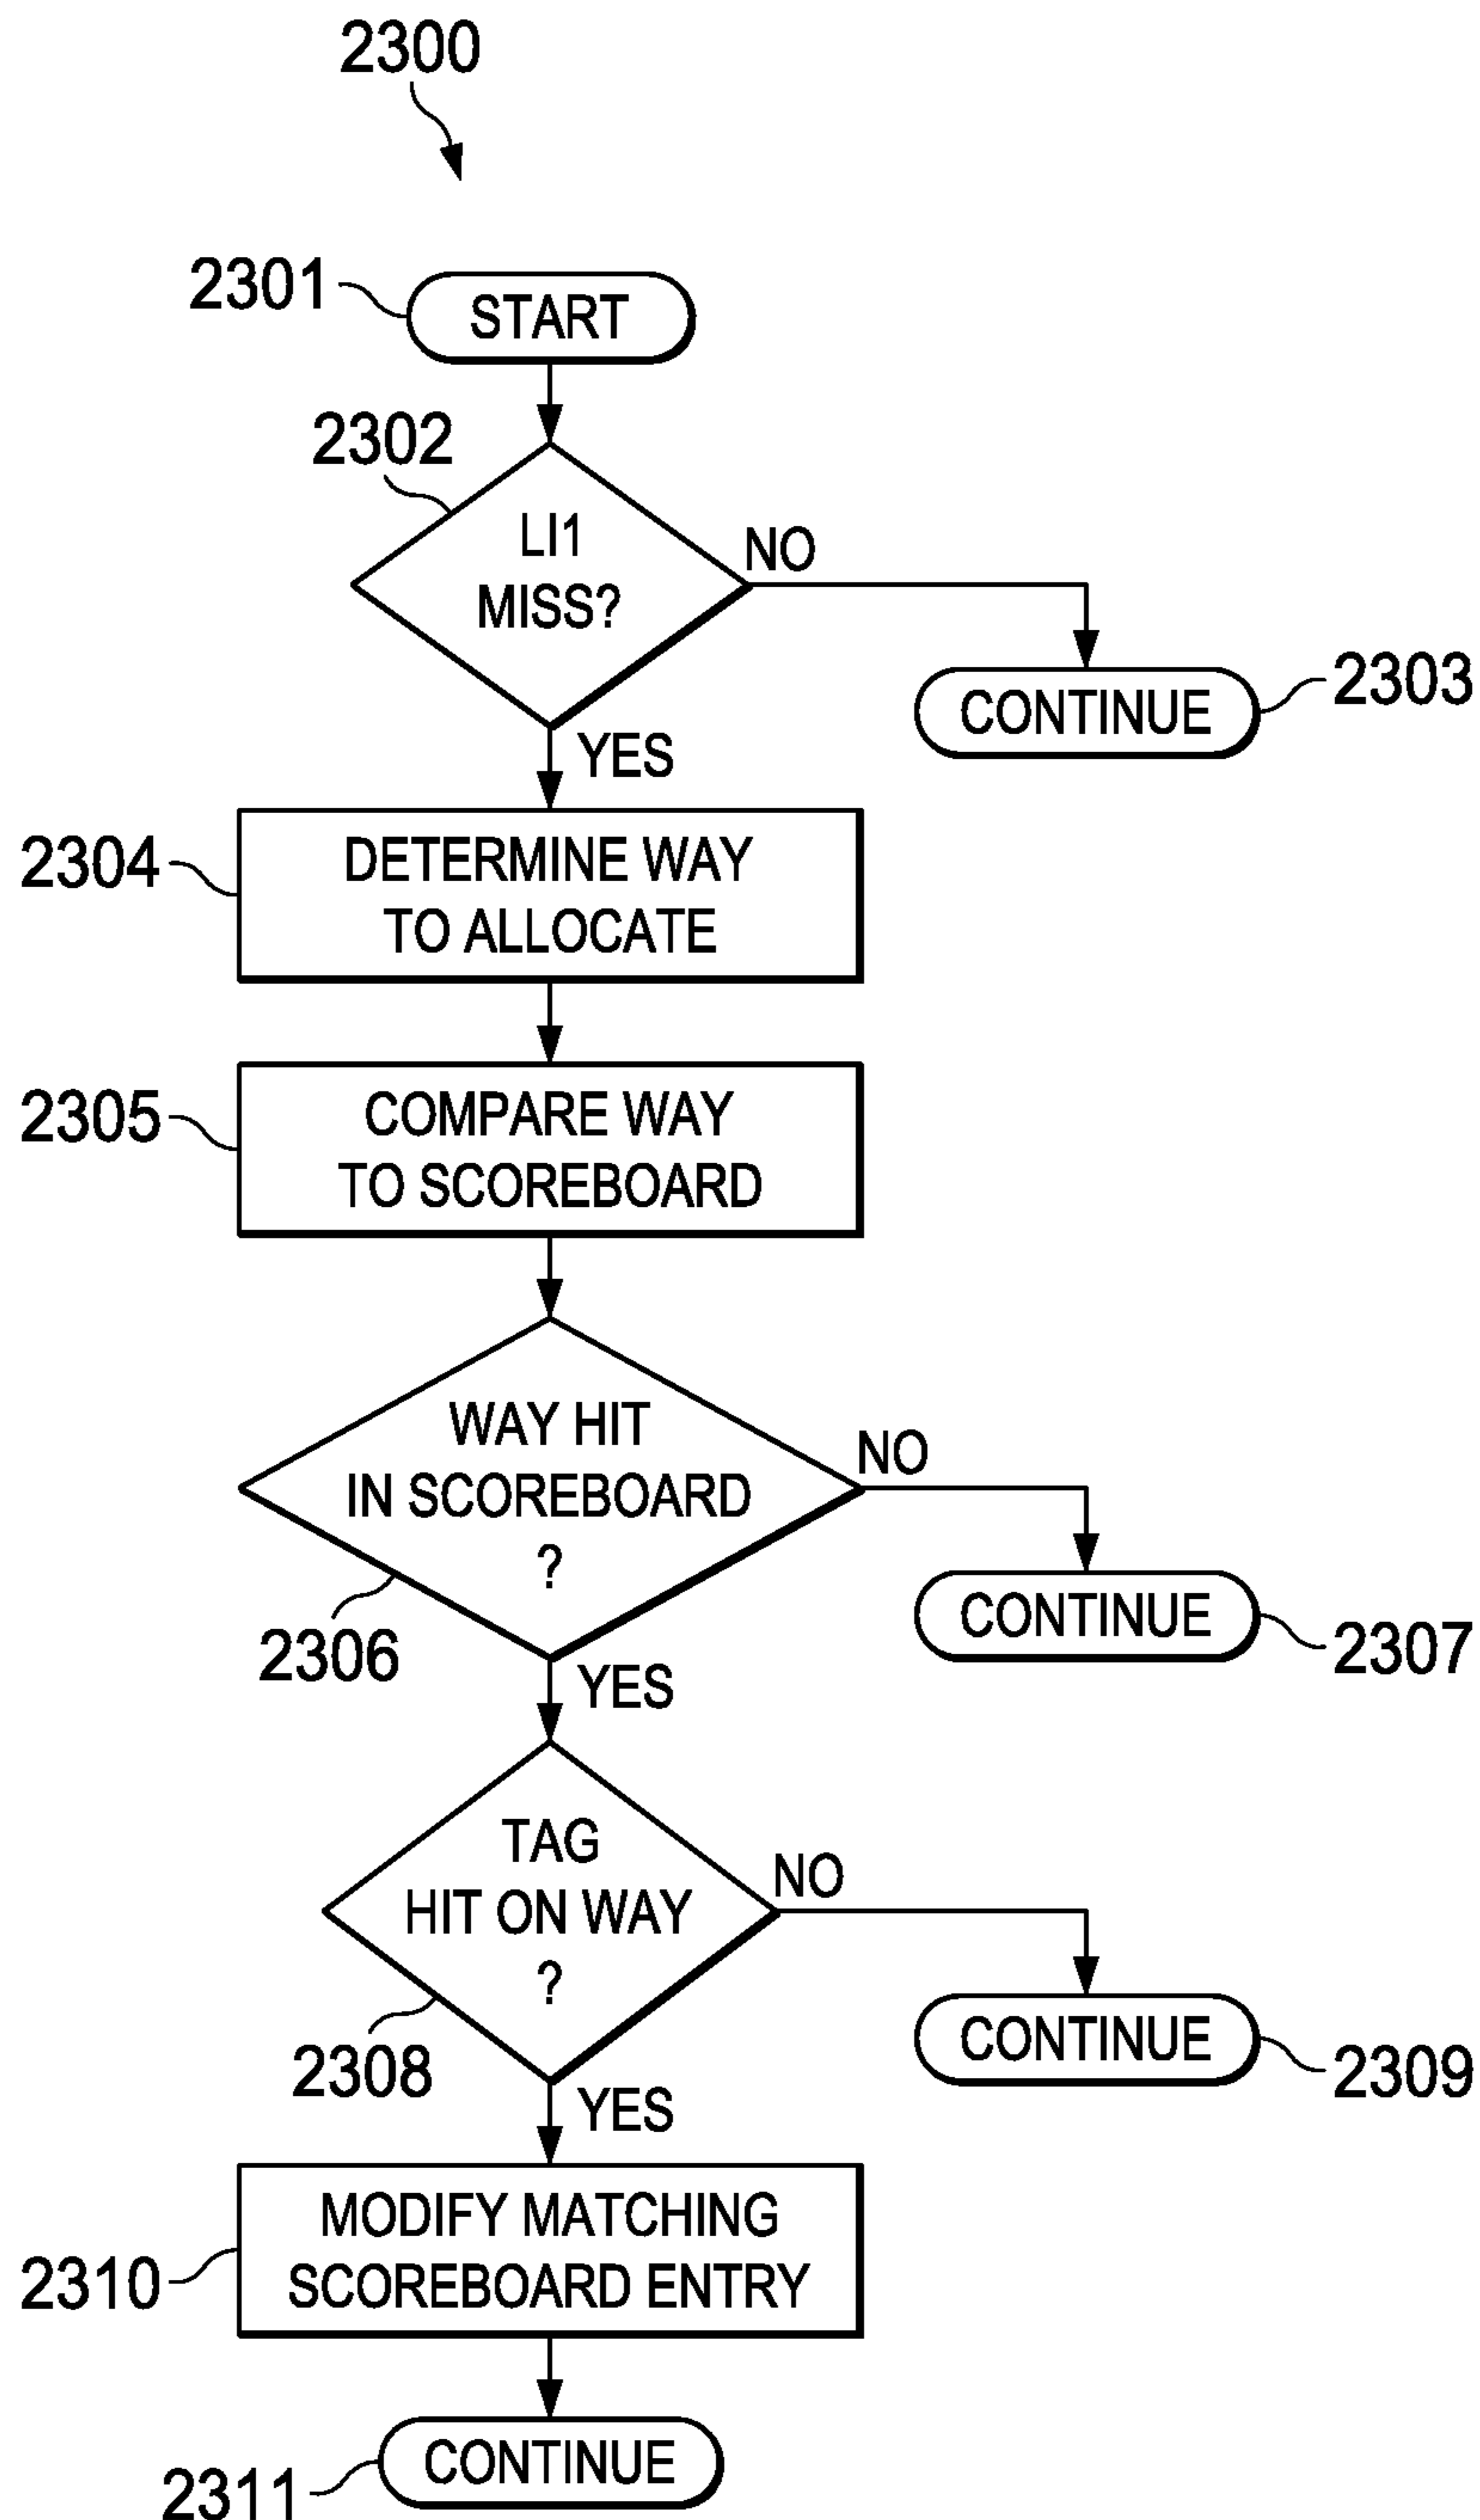 2300
2301
START
2302
LI1
MISS?
NO
2303
CONTINUE
YES
2304
DETERMINE WAY
TO ALLOCATE
2305
COMPARE WAY
TO SCOREBOARD
WAY HIT
IN SCOREBOARD
?
NO
2306
CONTINUE
2307
YES
TAG
HIT ON WAY
?
NO
2308
CONTINUE
2309
YES
2310
MODIFY MATCHING
SCOREBOARD ENTRY
2311
CONTINUE